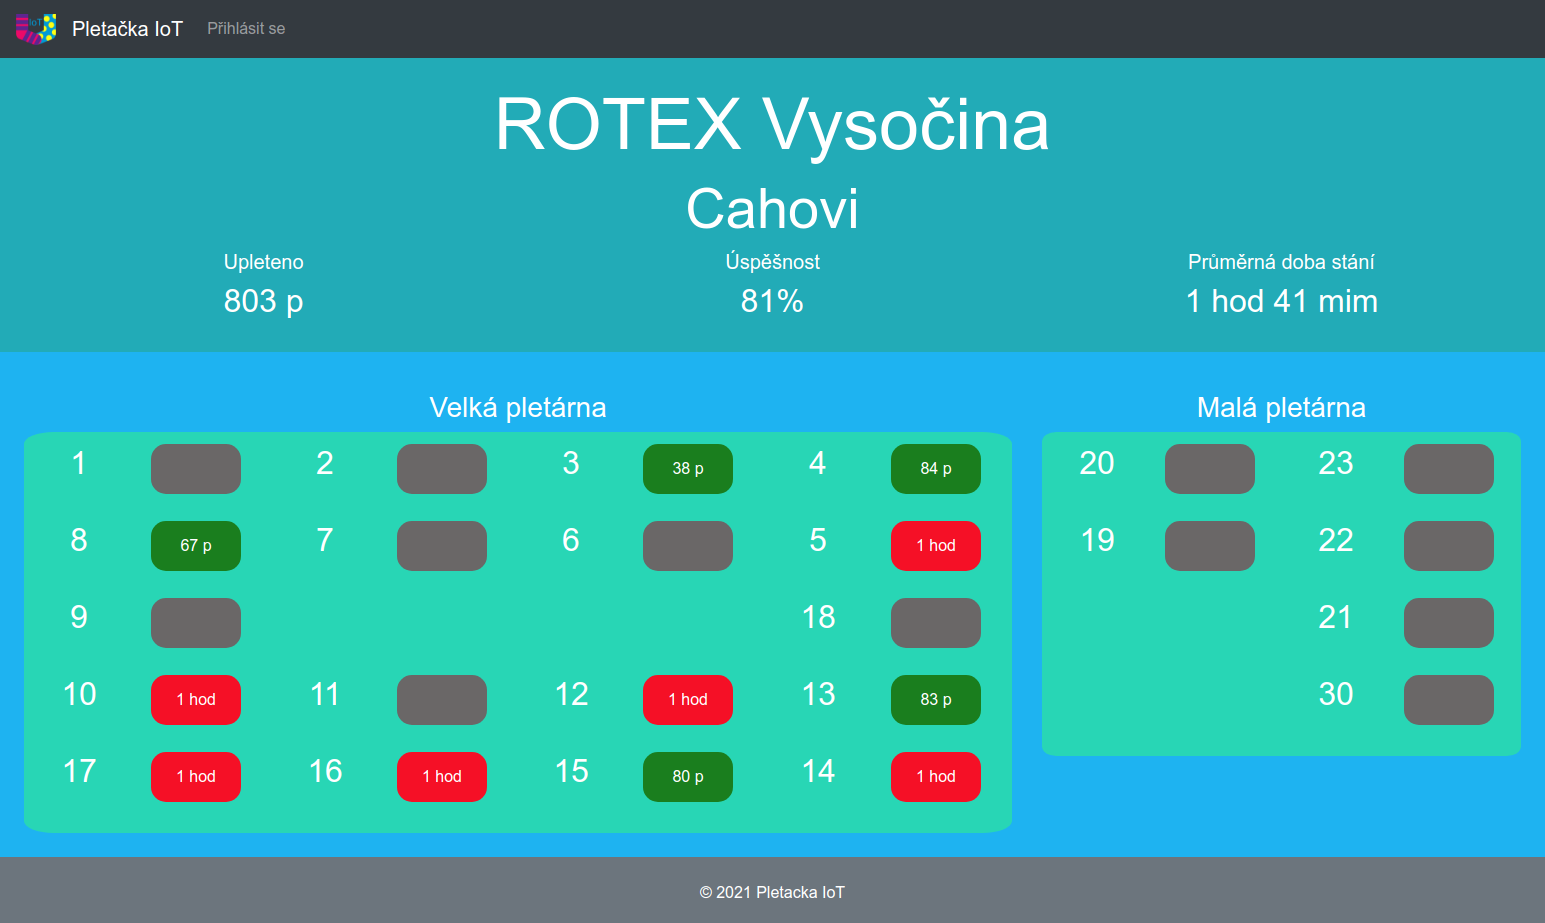 IoT
Pletačka IoT Přihlásit se
ROTEX Vysočina
Cahovi
Upleteno Úspěšnost Průměrná doba stání
803 p 81% 1 hod 41 mim
Velká pletárna Malá pletárna
1 2 3 38 p 4 84 p 20 23
8 67 p 7 6 5 1 hod 19 22
9 18 21
10 1 hod 11 12 1 hod 13 83 p 30
17 1 hod 16 1 hod 15 80 p 14 1 hod
© 2021 Pletacka IoT